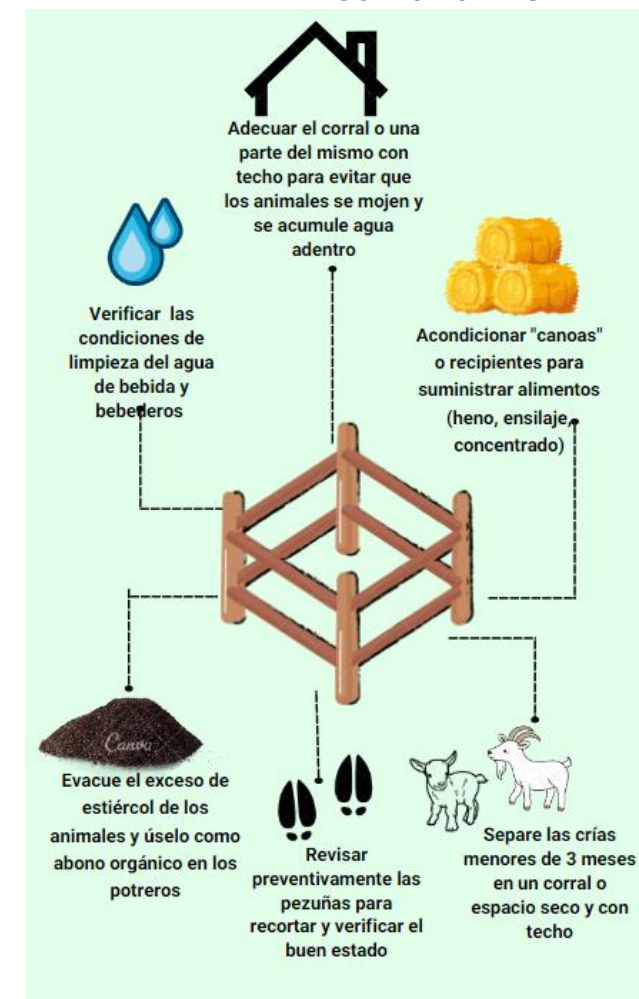 Adecuar el corral o una
parte del mismo con
techo para evitar que
los animales se mojen y
se acumule agua
adentro
Verificar las
condiciones de
limpieza del agua
de bebida y
bebederos
Acondicionar "canoas"
o recipientes para
suministrar alimentos
(heno, ensilaje,
concentrado)
Canva
Evacue el exceso de
estiércol de los
animales y úselo como
abono orgánico en los
potreros
Revisar
preventivamente las
pezuñas para
recortar y verificar el
buen estado
Separe las crías
menores de 3 meses
en un corral o
espacio seco y con
techo